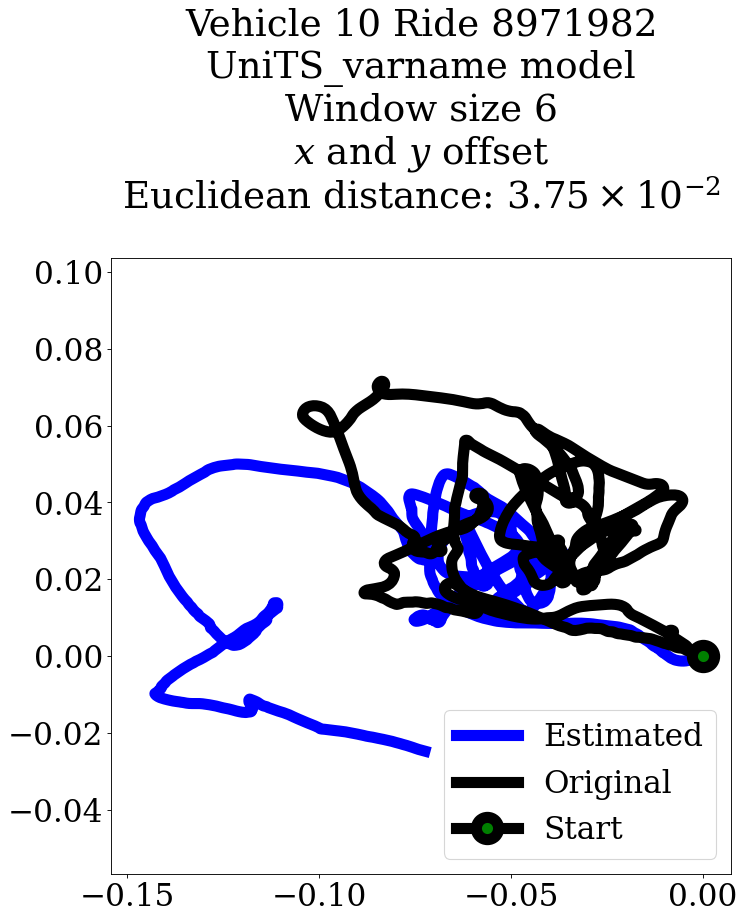 Vehicle 10 Ride 8971982
UniTS_varname model
Window size 6
x and y offset
Euclidean distance: 3.75 × 10⁻²
0.10
0.08
0.06
0.04
0.02
0.00
−0.02
−0.04
Estimated
Original
Start
−0.15 −0.10 −0.05 0.00